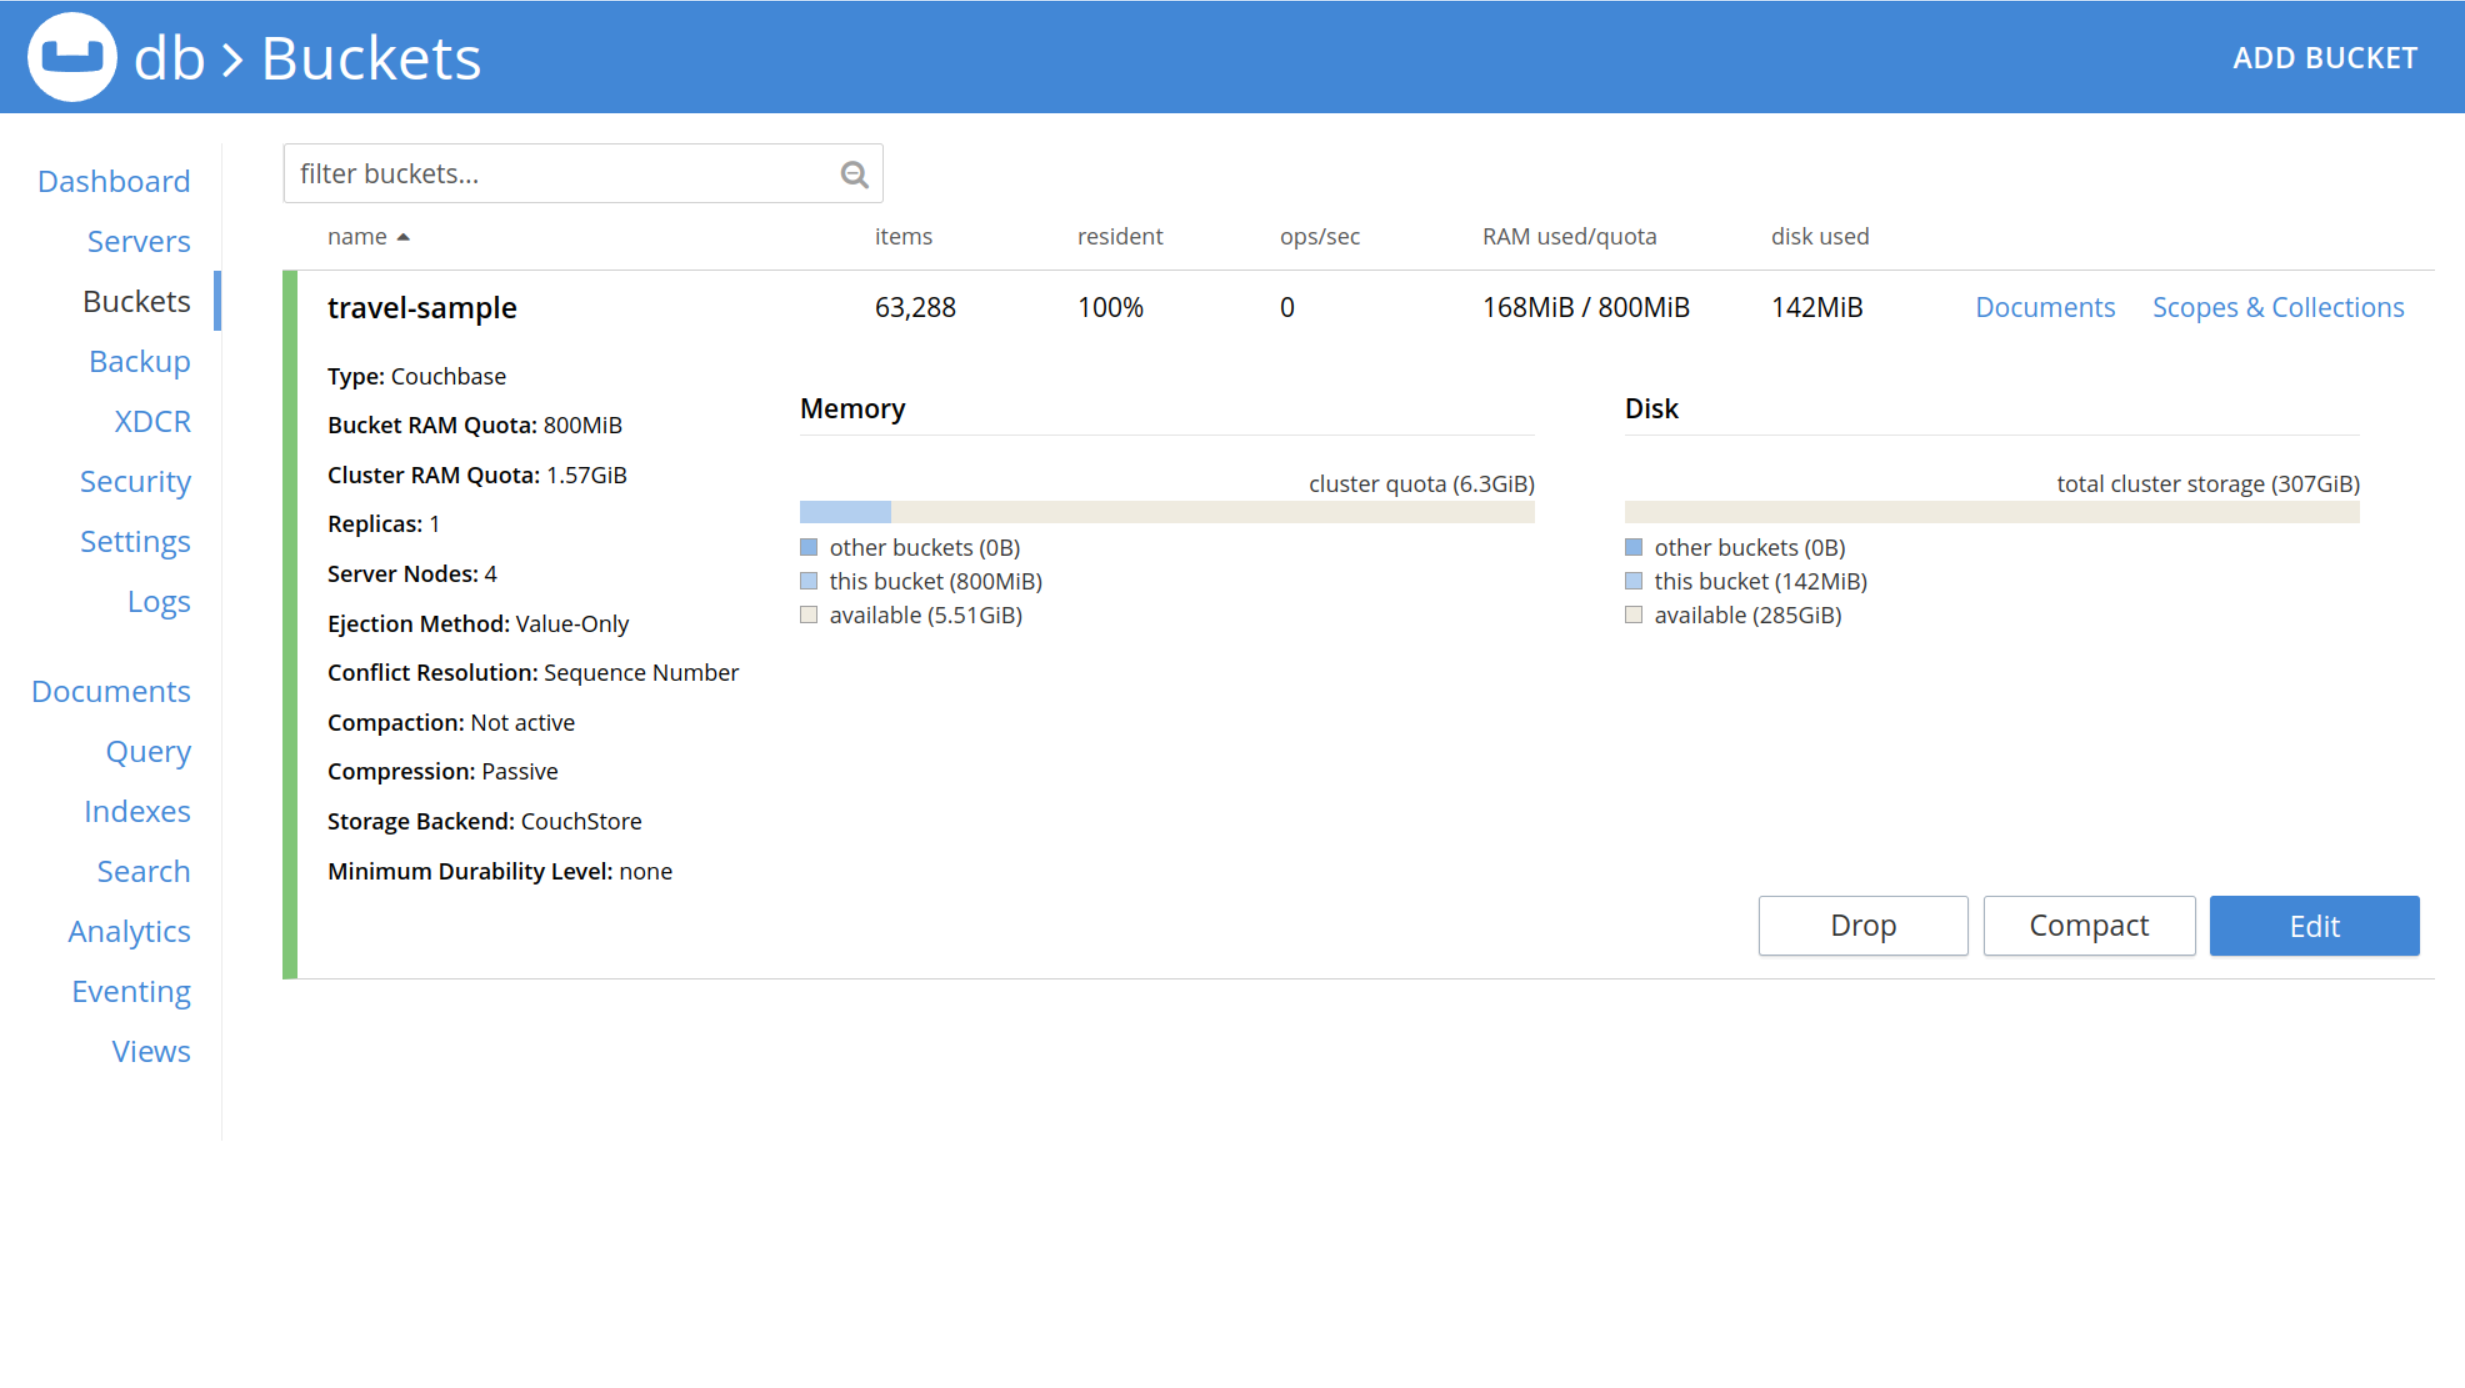 db > Buckets
ADD BUCKET
Dashboard
Servers
Buckets
Backup
XDCR
Security
Settings
Logs
Documents
Query
Indexes
Search
Analytics
Eventing
Views
filter buckets...
name items resident ops/sec RAM used/quota disk used
travel-sample 63,288 100% 0 168MiB / 800MiB 142MiB Documents Scopes & Collections
Type: Couchbase
Bucket RAM Quota: 800MiB
Cluster RAM Quota: 1.57GiB
Replicas: 1
Server Nodes: 4
Ejection Method: Value-Only
Conflict Resolution: Sequence Number
Compaction: Not active
Compression: Passive
Storage Backend: CouchStore
Minimum Durability Level: none
Memory
cluster quota (6.3GiB)
other buckets (0B)
this bucket (800MiB)
available (5.51GiB)
Disk
total cluster storage (307GiB)
other buckets (0B)
this bucket (142MiB)
available (285GiB)
Drop
Compact
Edit